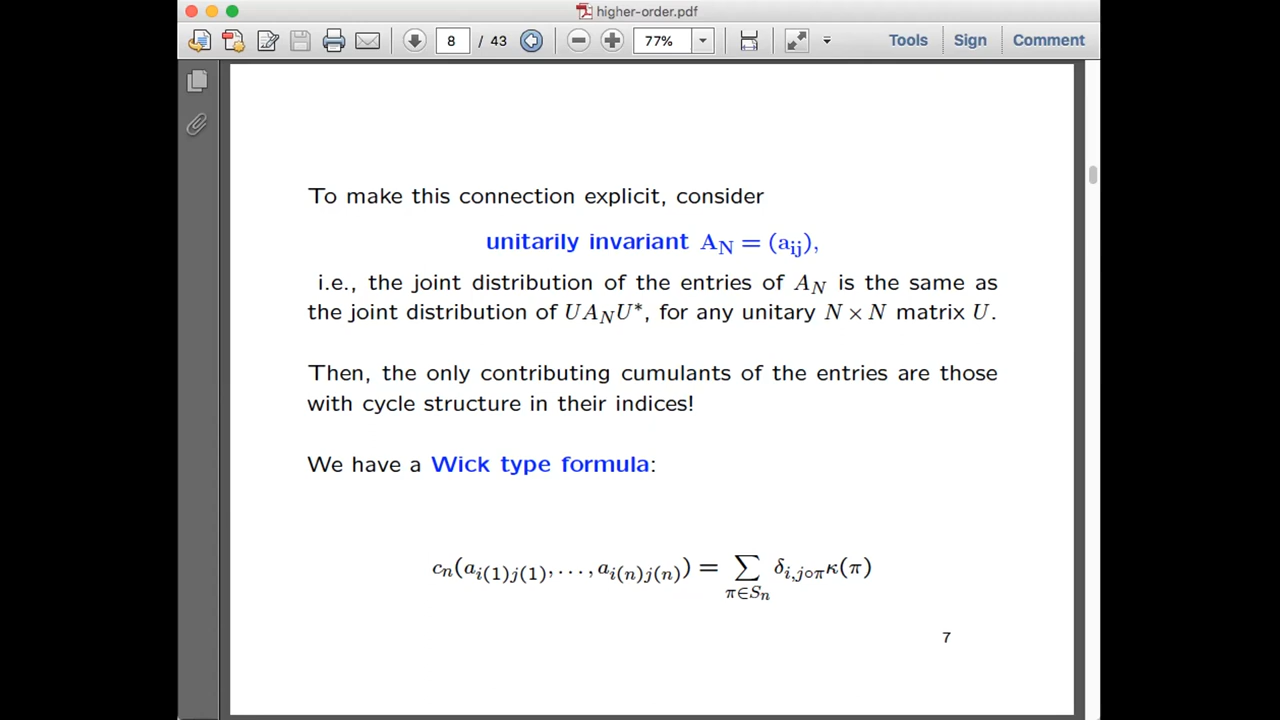 higher-order.pdf
8 / 43 77% Tools Sign Comment
To make this connection explicit, consider
unitarily invariant A_N = (a_ij),
i.e., the joint distribution of the entries of A_N is the same as
the joint distribution of UA_NU*, for any unitary N × N matrix U.
Then, the only contributing cumulants of the entries are those
with cycle structure in their indices!
We have a Wick type formula:
c_n(a_{i(1)j(1)}, . . . , a_{i(n)j(n)}) = ∑_{π∈S_n} δ_{i,j∘π} κ(π)
7